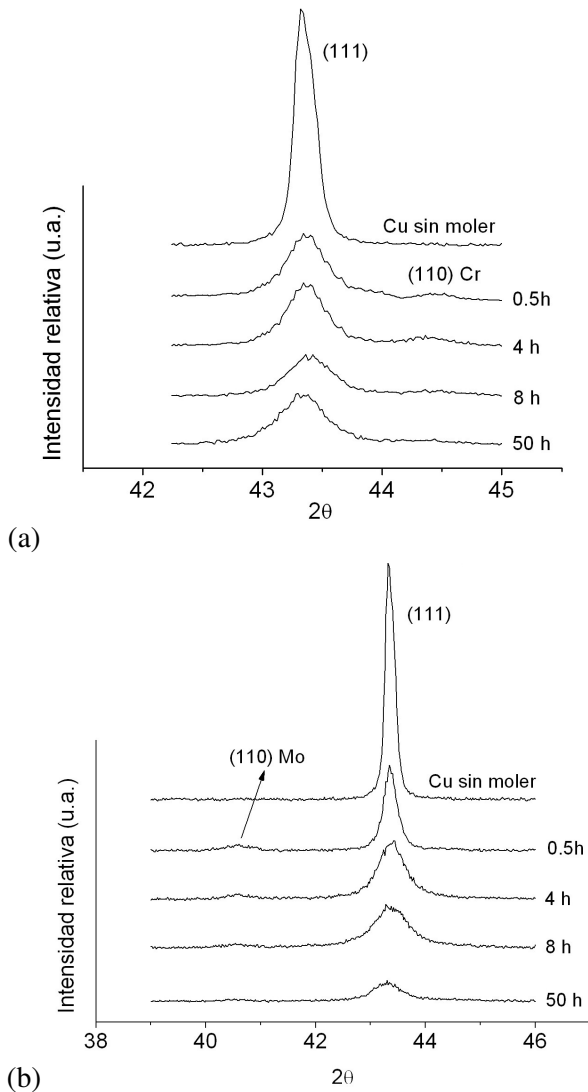 (111)
Cu sin moler
(110) Cr
0.5h
4 h
8 h
50 h
Intensidad relativa (u.a.)
42 43 44 45
2θ
(a)
(111)
(110) Mo
Cu sin moler
0.5h
4 h
8 h
50 h
Intensidad relativa (u.a.)
38 40 42 44 46
2θ
(b)